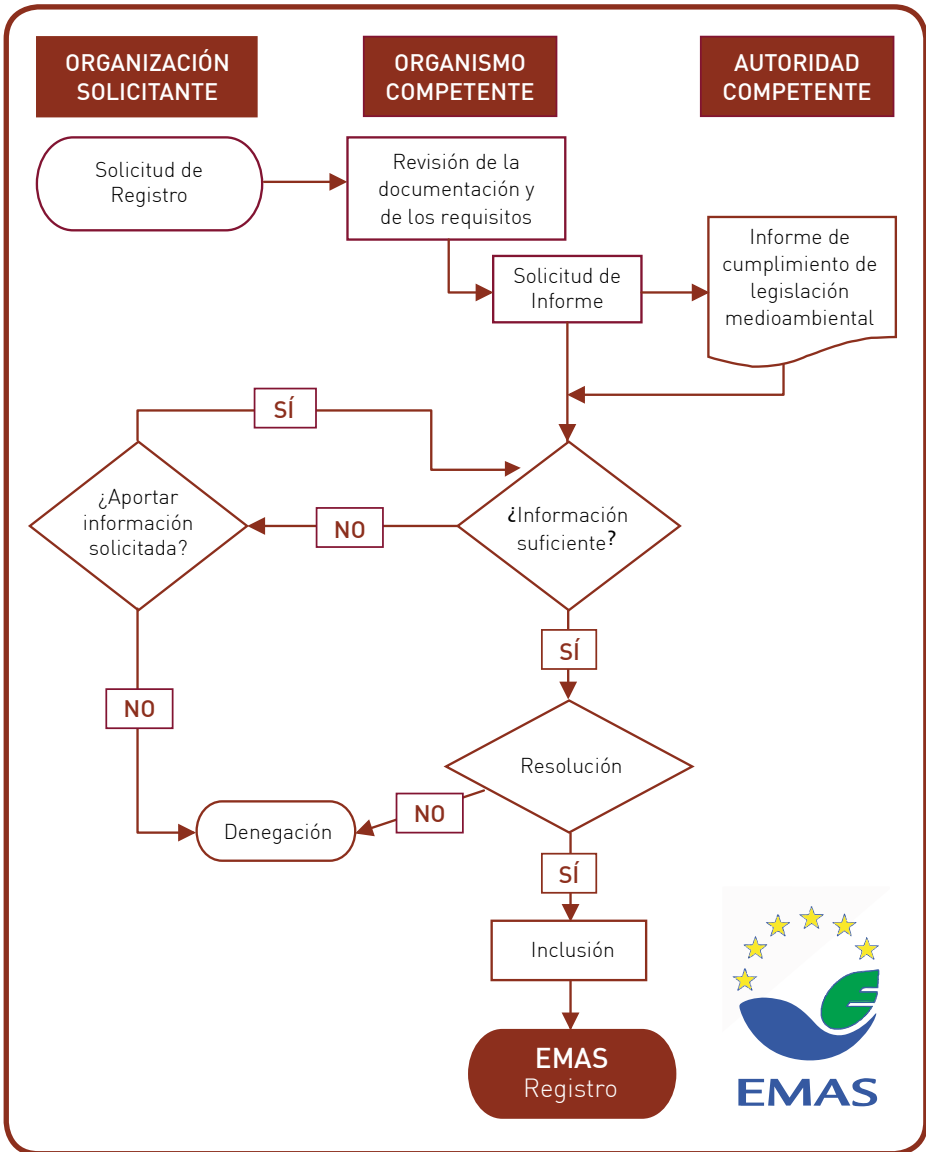 ORGANIZACIÓN
SOLICITANTE
ORGANISMO
COMPETENTE
AUTORIDAD
COMPETENTE
Solicitud de
Registro
Revisión de la
documentación y
de los requisitos
Solicitud de
Informe
Informe de
cumplimiento de
legislación
medioambiental
SÍ
¿Aportar
información
solicitada?
NO
¿Información
suficiente?
SÍ
NO
Resolución
NO
Denegación
SÍ
Inclusión
EMAS
Registro
EMAS